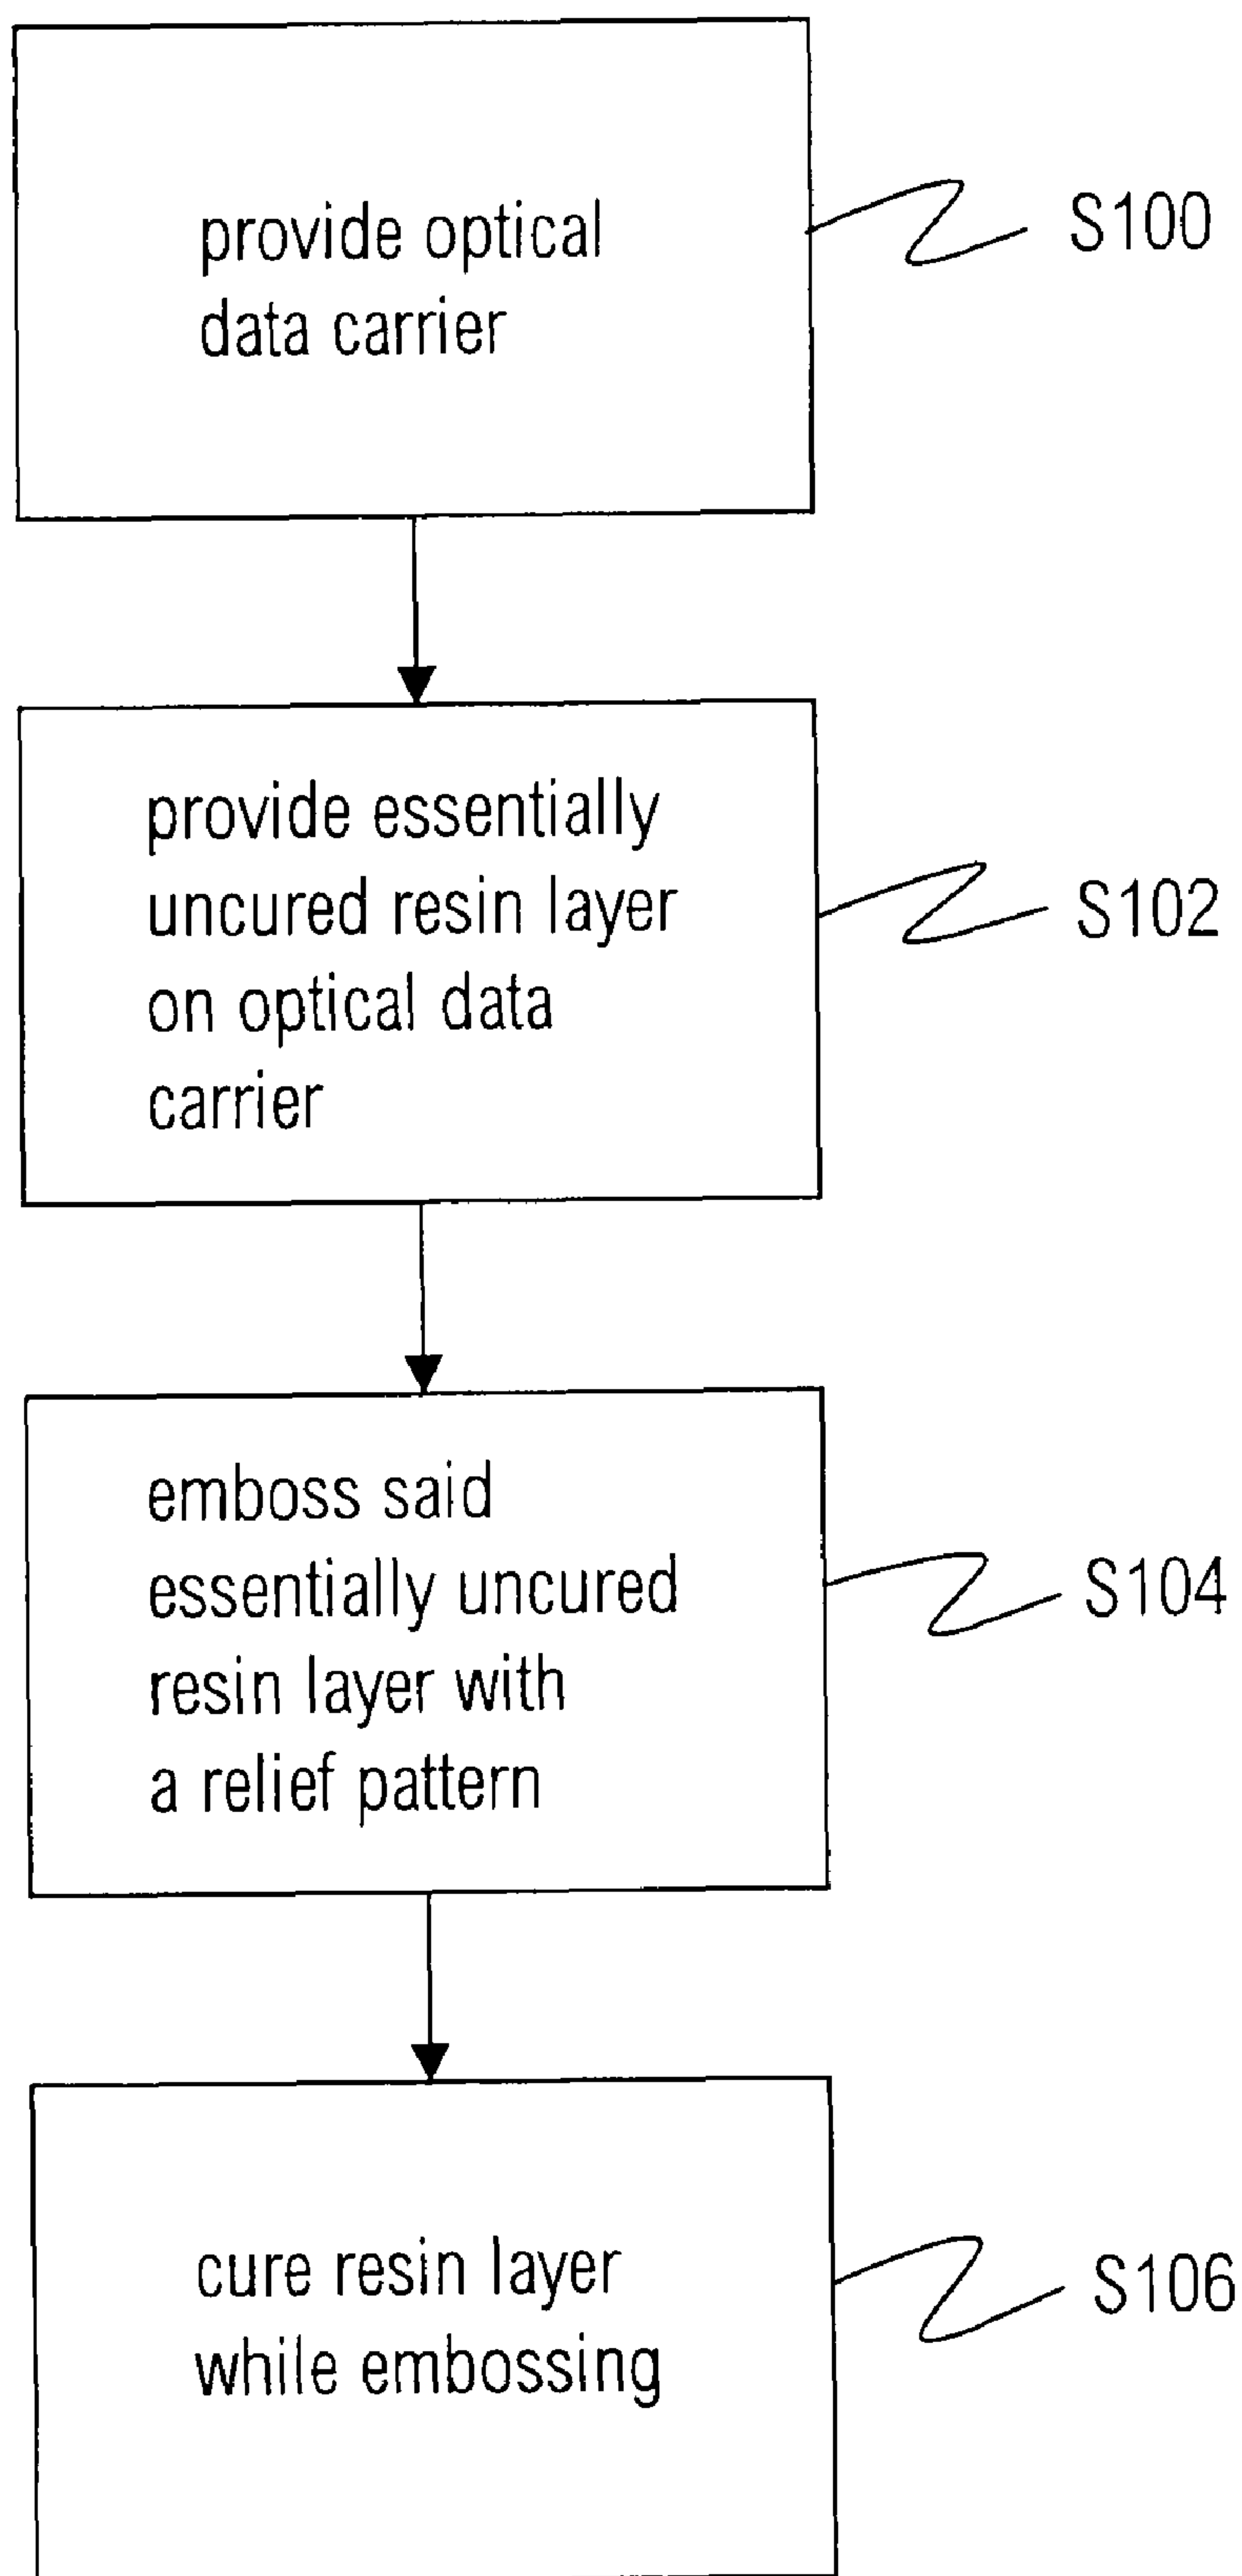 provide optical
data carrier
S100
provide essentially
uncured resin layer
on optical data
carrier
S102
emboss said
essentially uncured
resin layer with
a relief pattern
S104
cure resin layer
while embossing
S106